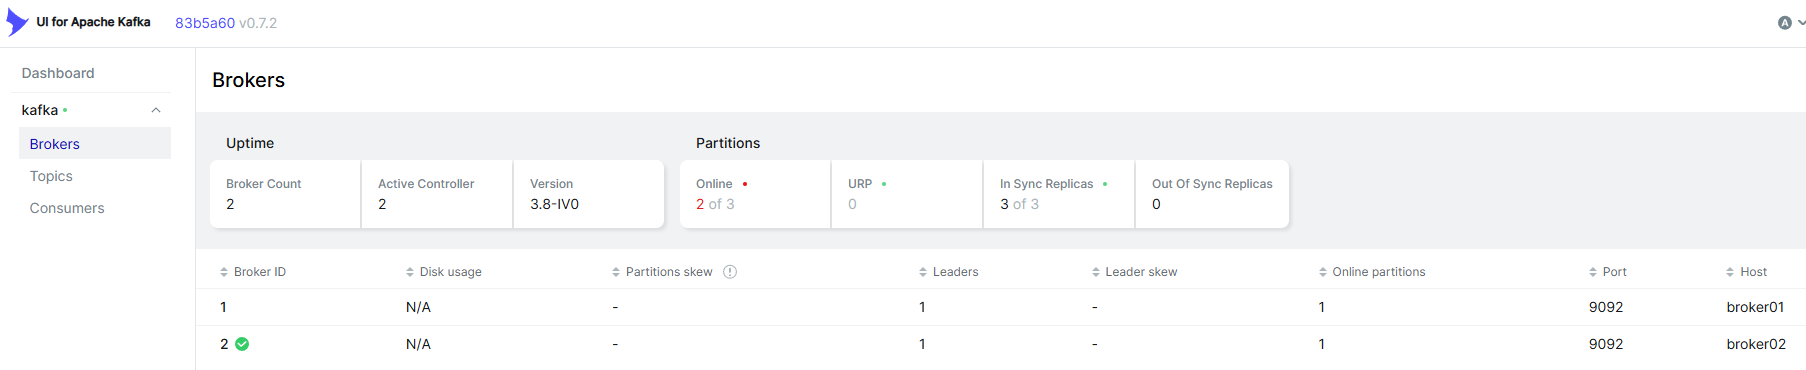 UI for Apache Kafka 83b5a60 v0.7.2 A
Dashboard
kafka
Brokers
Topics
Consumers
Brokers
Uptime Partitions
Broker Count Active Controller Version Online URP In Sync Replicas Out Of Sync Replicas
2 2 3.8-IV0 2 of 3 0 3 of 3 0
Broker ID Disk usage Partitions skew Leaders Leader skew Online partitions Port Host
1 N/A - 1 - 1 9092 broker01
2 N/A - 1 - 1 9092 broker02